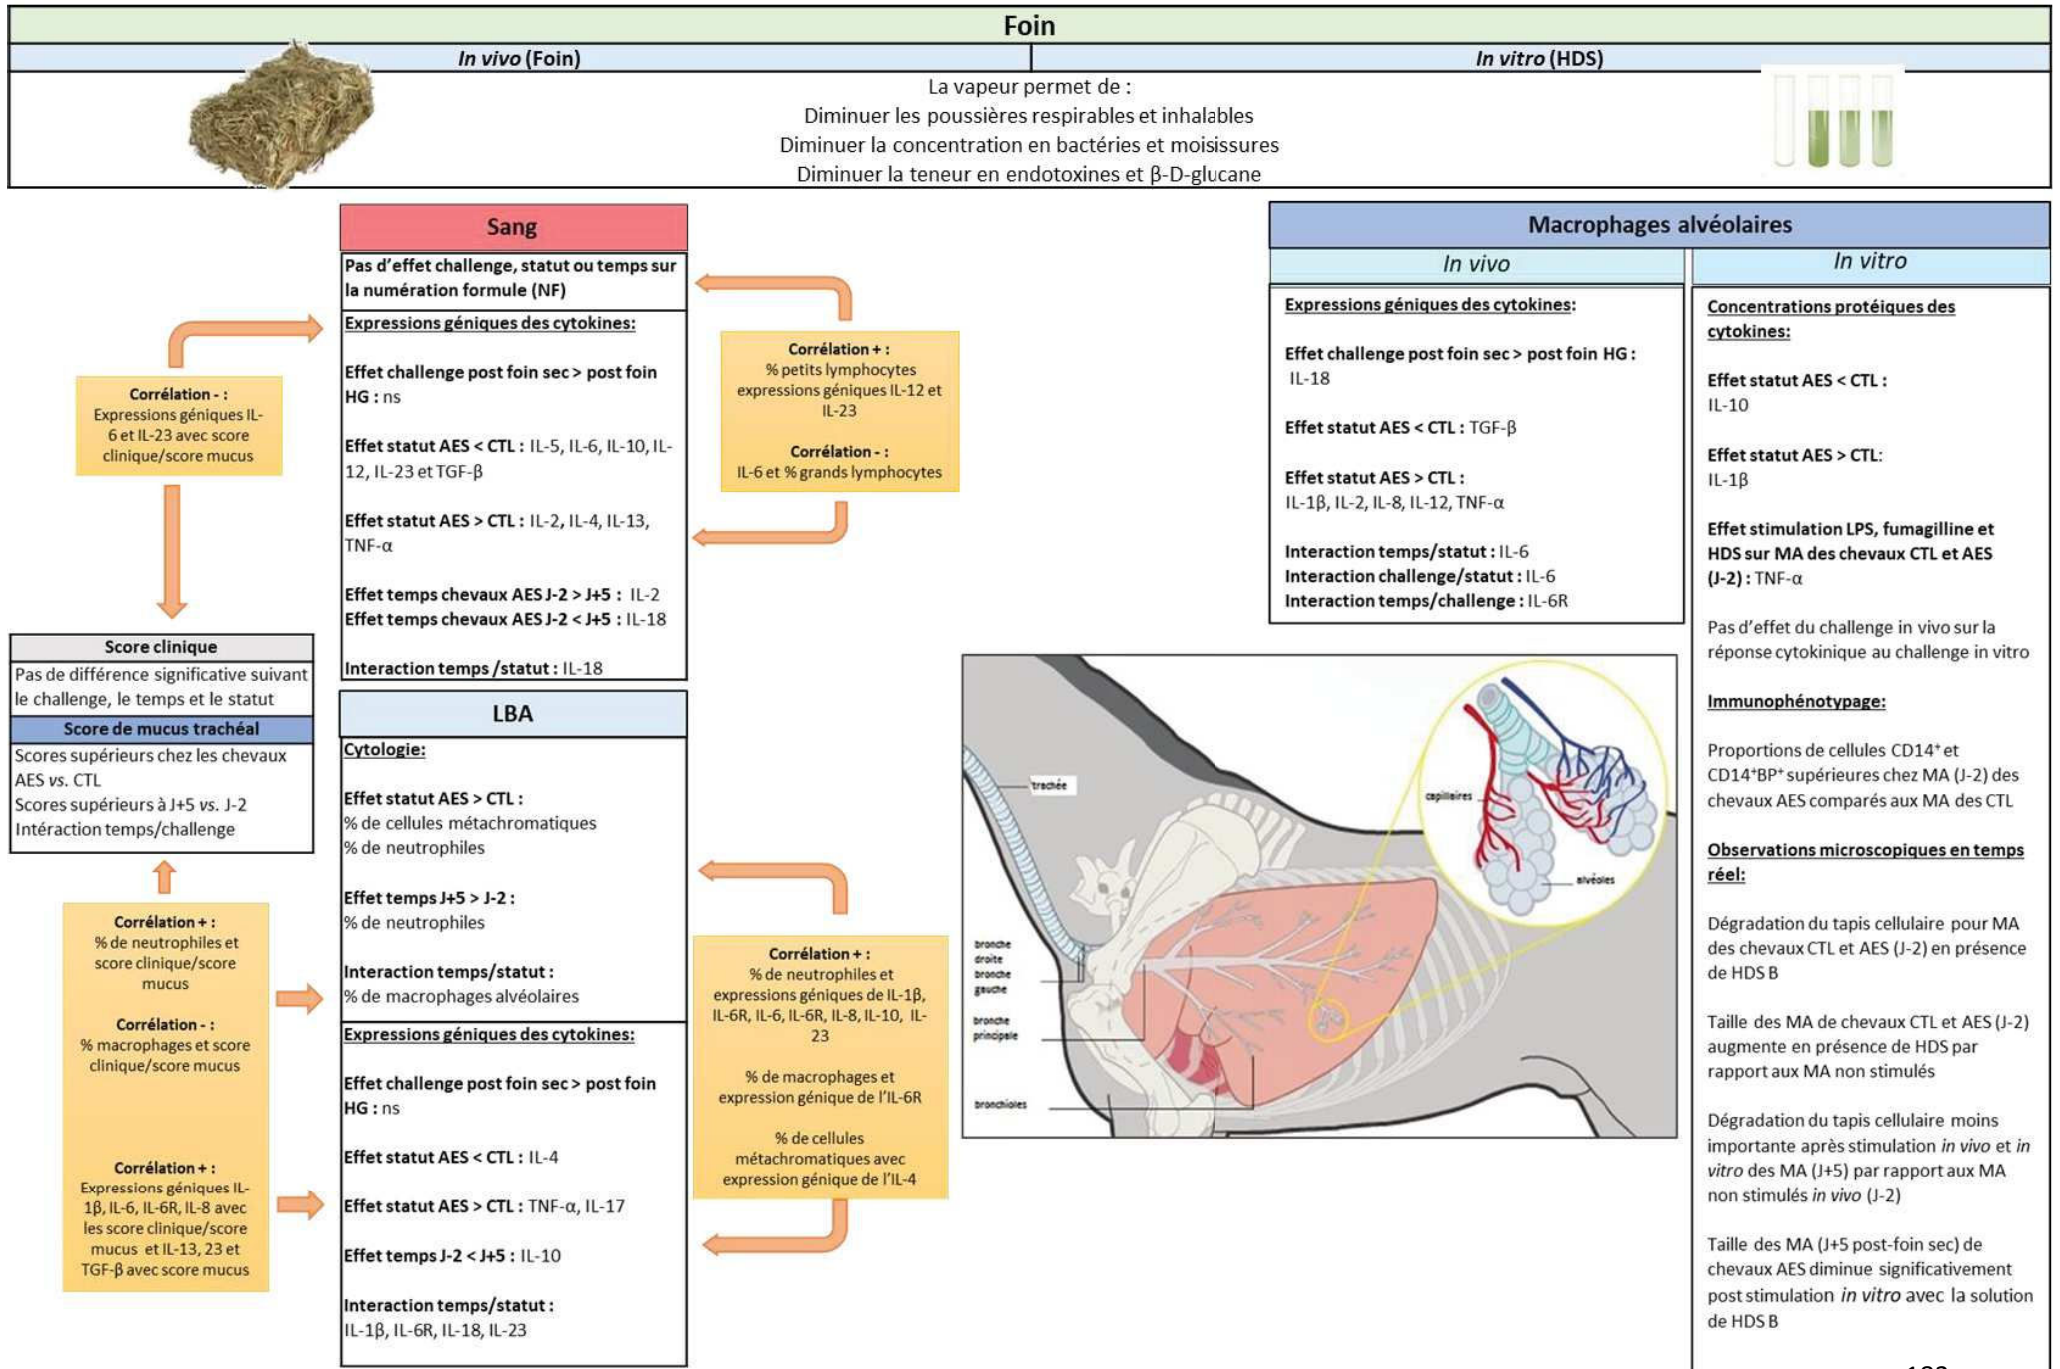 Foin
In vivo (Foin)
In vitro (HDS)
La vapeur permet de :
Diminuer les poussières respirables et inhalables
Diminuer la concentration en bactéries et moisissures
Diminuer la teneur en endotoxines et β-D-glucane
Sang
Pas d'effet challenge, statut ou temps sur
la numération formule (NF)
Expressions géniques des cytokines:
Effet challenge post foin sec > post foin
HG : ns
Effet statut AES < CTL : IL-5, IL-6, IL-10, IL-
12, IL-23 et TGF-β
Effet statut AES > CTL : IL-2, IL-4, IL-13,
TNF-α
Effet temps chevaux AES J-2 > J+5 : IL-2
Effet temps chevaux AES J-2 < J+5 : IL-18
Interaction temps /statut : IL-18
Corrélation - :
Expressions géniques IL-
6 et IL-23 avec score
clinique/score mucus
Corrélation + :
% petits lymphocytes
expressions géniques IL-12 et
IL-23
Corrélation - :
IL-6 et % grands lymphocytes
Score clinique
Pas de différence significative suivant
le challenge, le temps et le statut
Score de mucus trachéal
Scores supérieurs chez les chevaux
AES vs. CTL
Scores supérieurs à J+5 vs. J-2
Intéraction temps/challenge
Corrélation + :
% de neutrophiles et
score clinique/score
mucus
Corrélation - :
% macrophages et score
clinique/score mucus
Corrélation + :
Expressions géniques IL-
1β, IL-6, IL-6R, IL-8 avec
les score clinique/score
mucus et IL-13, 23 et
TGF-β avec score mucus
LBA
Cytologie:
Effet statut AES > CTL :
% de cellules métachromatiques
% de neutrophiles
Effet temps J+5 > J-2 :
% de neutrophiles
Interaction temps/statut :
% de macrophages alvéolaires
Expressions géniques des cytokines:
Effet challenge post foin sec > post foin
HG : ns
Effet statut AES < CTL : IL-4
Effet statut AES > CTL : TNF-α, IL-17
Effet temps J-2 < J+5 : IL-10
Interaction temps/statut :
IL-1β, IL-6R, IL-18, IL-23
Corrélation + :
% de neutrophiles et
expressions géniques de IL-1β,
IL-6R, IL-6, IL-6R, IL-8, IL-10, IL-
23
% de macrophages et
expression génique de l'IL-6R
% de cellules
métachromatiques avec
expression génique de l'IL-4
Macrophages alvéolaires
In vivo
Expressions géniques des cytokines:
Effet challenge post foin sec > post foin HG :
IL-18
Effet statut AES < CTL : TGF-β
Effet statut AES > CTL :
IL-1β, IL-2, IL-8, IL-12, TNF-α
Interaction temps/statut : IL-6
Interaction challenge/statut : IL-6
Interaction temps/challenge : IL-6R
trachée
capillaires
alvéoles
bronche
droite
bronche
gauche
bronche
principale
bronchioles
In vitro
Concentrations protéiques des
cytokines:
Effet statut AES < CTL :
IL-10
Effet statut AES > CTL:
IL-1β
Effet stimulation LPS, fumagilline et
HDS sur MA des chevaux CTL et AES
(J-2) : TNF-α
Pas d'effet du challenge in vivo sur la
réponse cytokinique au challenge in vitro
Immunophénotypage:
Proportions de cellules CD14⁺ et
CD14⁺BP⁺ supérieures chez MA (J-2) des
chevaux AES comparés aux MA des CTL
Observations microscopiques en temps
réel:
Dégradation du tapis cellulaire pour MA
des chevaux CTL et AES (J-2) en présence
de HDS B
Taille des MA de chevaux CTL et AES (J-2)
augmente en présence de HDS par
rapport aux MA non stimulés
Dégradation du tapis cellulaire moins
importante après stimulation in vivo et in
vitro des MA (J+5) par rapport aux MA
non stimulés in vivo (J-2)
Taille des MA (J+5 post-foin sec) de
chevaux AES diminue significativement
post stimulation in vitro avec la solution
de HDS B